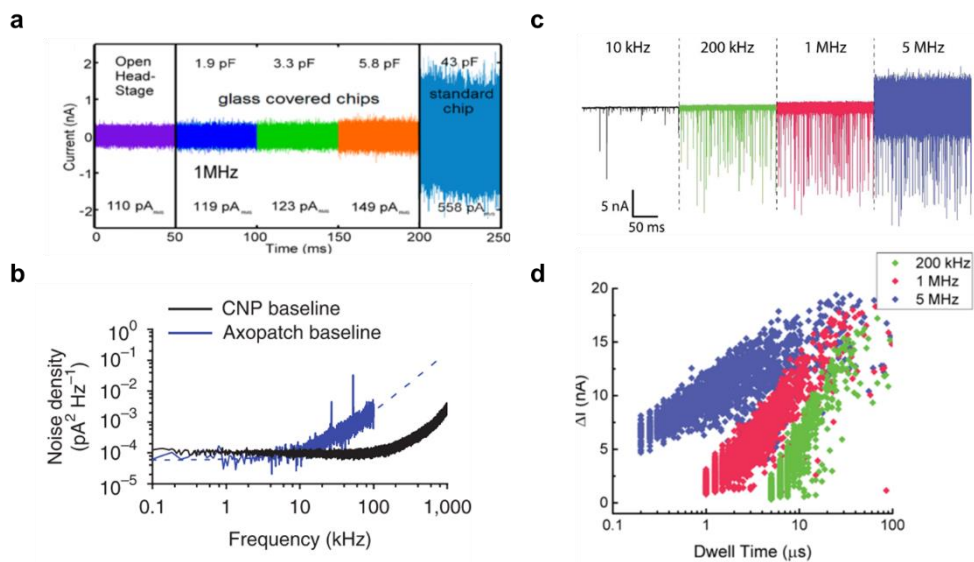 a
Open
Head-
Stage
1.9 pF
3.3 pF
5.8 pF
43 pF
standard
chip
glass covered chips
1MHz
110 pA
119 pA
123 pA
149 pA
558 pA
Current (nA)
2
1
0
-1
-2
0
50
100
150
200
250
Time (ms)
b
CNP baseline
Axopatch baseline
Noise density
(pA² Hz⁻¹)
10⁰
10⁻¹
10⁻²
10⁻³
10⁻⁴
10⁻⁵
0.1
1
10
100
1,000
Frequency (kHz)
c
10 kHz
200 kHz
1 MHz
5 MHz
5 nA
50 ms
d
200 kHz
1 MHz
5 MHz
ΔI (nA)
20
15
10
5
0
0.1
1
10
100
Dwell Time (μs)